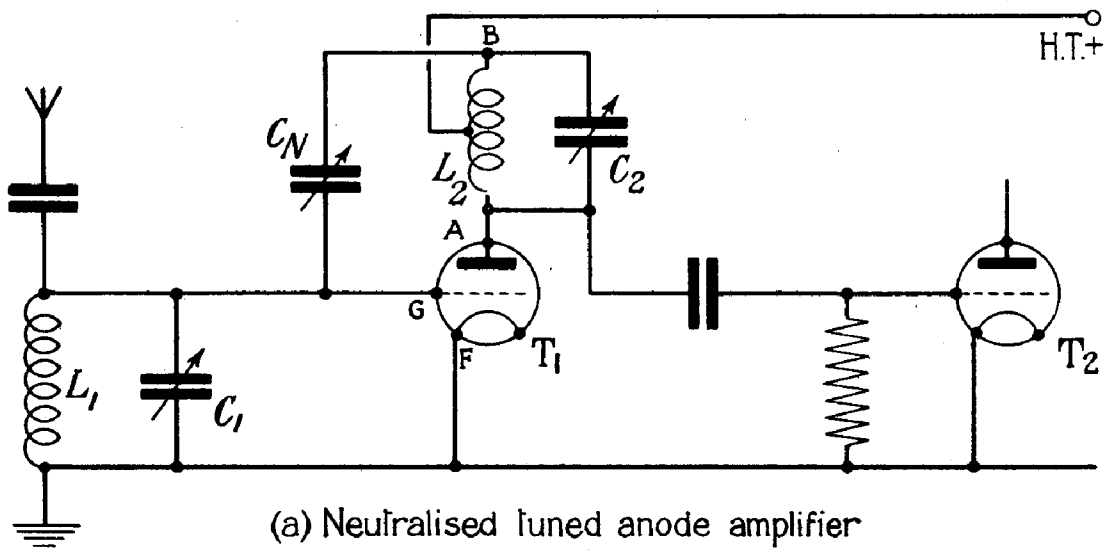 B
H.T.+
C_N
L_2
C_2
A
G
F
T_1
T_2
L_1
C_1
(a) Neutralised tuned anode amplifier